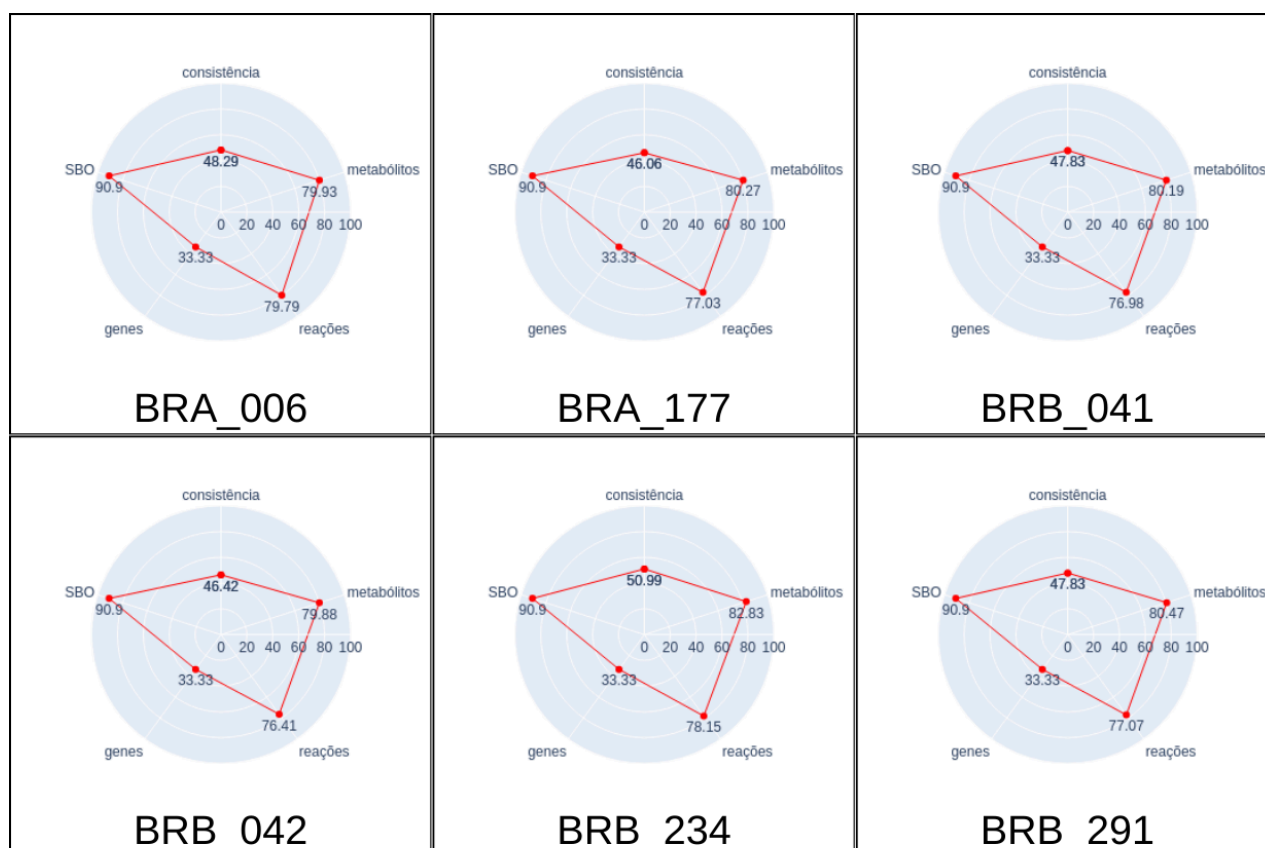 consistência
SBO
metabólitos
48.29
90.9
79.93
0 20 40 60 80 100
33.33
79.79
genes
reações
BRA_006
consistência
SBO
metabólitos
46.06
90.9
80.27
0 20 40 60 80 100
33.33
77.03
genes
reações
BRA_177
consistência
SBO
metabólitos
47.83
90.9
80.19
0 20 40 60 80 100
33.33
76.98
genes
reações
BRB_041
consistência
SBO
metabólitos
46.42
90.9
79.88
0 20 40 60 80 100
33.33
76.41
genes
reações
BRB_042
consistência
SBO
metabólitos
50.99
90.9
82.83
0 20 40 60 80 100
33.33
78.15
genes
reações
BRB_234
consistência
SBO
metabólitos
47.83
90.9
80.47
0 20 40 60 80 100
33.33
77.07
genes
reações
BRB_291